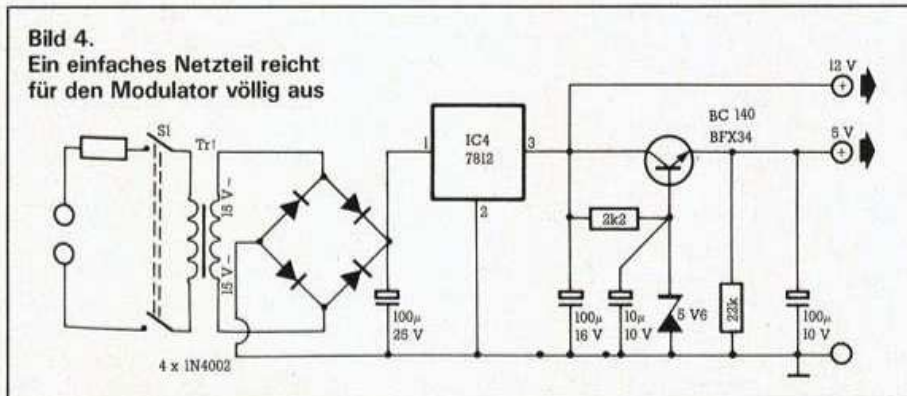 Bild 4.
Ein einfaches Netzteil reicht
für den Modulator völlig aus
S1
Tr1
15 V~
15 V~
4 x 1N4002
100µ
25 V
1
IC4
7812
3
2
2k2
100µ
16 V
10µ
10 V
5 V6
BC 140
BFX34
22k
100µ
10 V
12 V
+
5 V
+